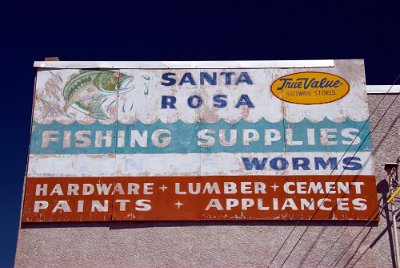 SANTA
ROSA
True Value
HARDWARE STORES
FISHING SUPPLIES
WORMS
HARDWARE + LUMBER + CEMENT
PAINTS + APPLIANCES